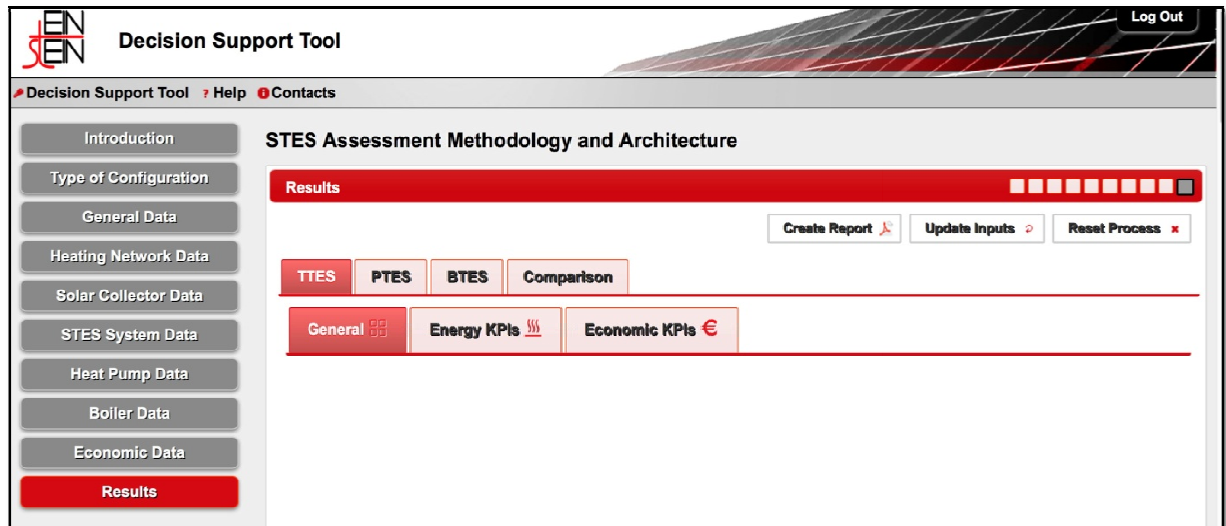 EIN
STEIN
Decision Support Tool
Log Out
Decision Support Tool ? Help Contacts
Introduction
Type of Configuration
General Data
Heating Network Data
Solar Collector Data
STES System Data
Heat Pump Data
Boiler Data
Economic Data
Results
STES Assessment Methodology and Architecture
Results
Create Report Update Inputs Reset Process x
TTES PTES BTES Comparison
General Energy KPIs Economic KPIs €